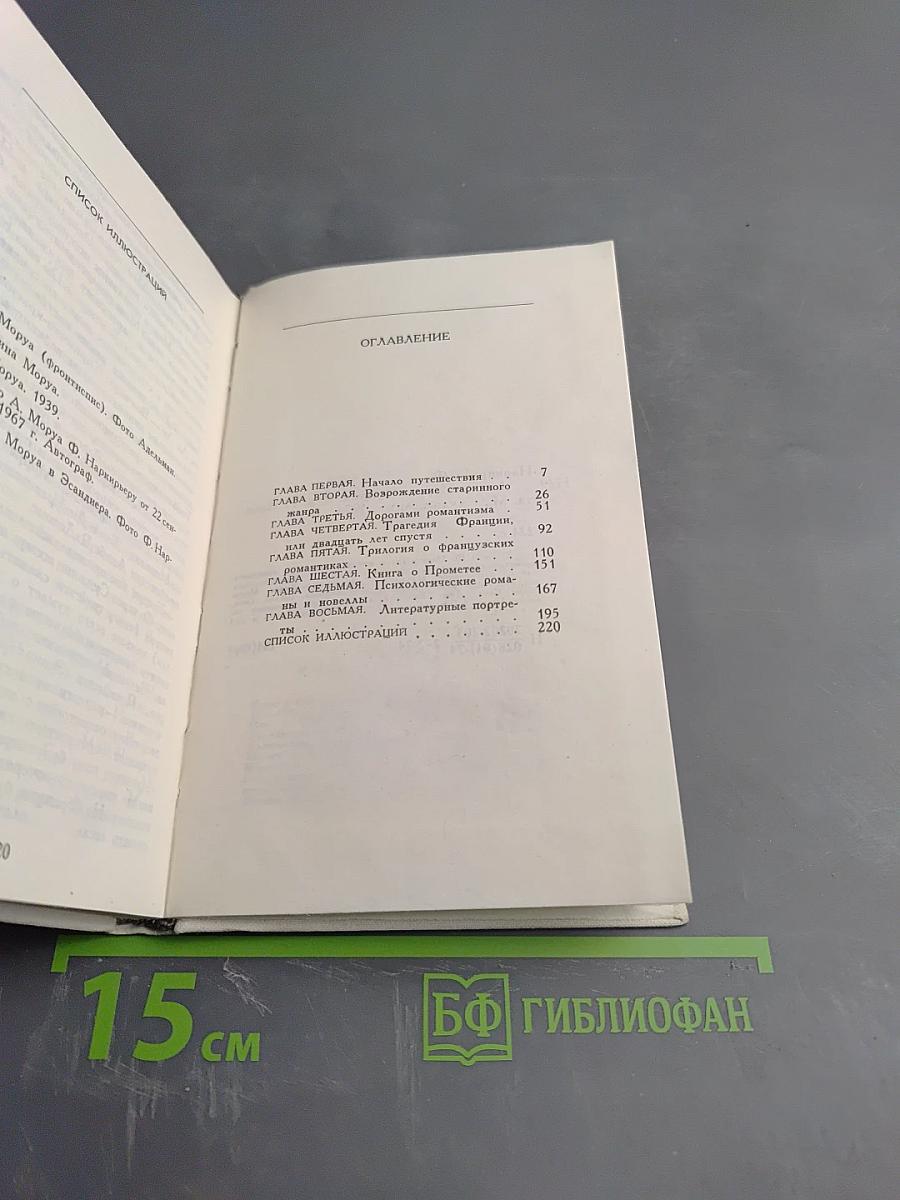 СПИСОК ИЛЛЮСТРАЦИЙ
Моруа (фронтиспис). Фото Адельман.
Моруа.
1939.
А. Моруа Ф. Наркирьеру от 22 сен-
1967 г. Автограф.
Моруа в Эсандиера. Фото Ф. Нар-
20
ОГЛАВЛЕНИЕ
ГЛАВА ПЕРВАЯ. Начало путешествия . . 7
ГЛАВА ВТОРАЯ. Возрождение старинного
жанра . . . . . . . . . . . 26
ГЛАВА ТРЕТЬЯ. Дорогами романтизма . 51
ГЛАВА ЧЕТВЕРТАЯ. Трагедия Франции,
или двадцать лет спустя . . . . . 92
ГЛАВА ПЯТАЯ. Трилогия о французских
романтиках . . . . . . . . . . 110
ГЛАВА ШЕСТАЯ. Книга о Прометее . . 151
ГЛАВА СЕДЬМАЯ. Психологические рома-
ны и новеллы . . . . . . . . . 167
ГЛАВА ВОСЬМАЯ. Литературные портре-
ты . . . . . . . . . . . . . 195
СПИСОК ИЛЛЮСТРАЦИЙ . . . . . . . 220
15 см
БФ ГИБЛИОФАН